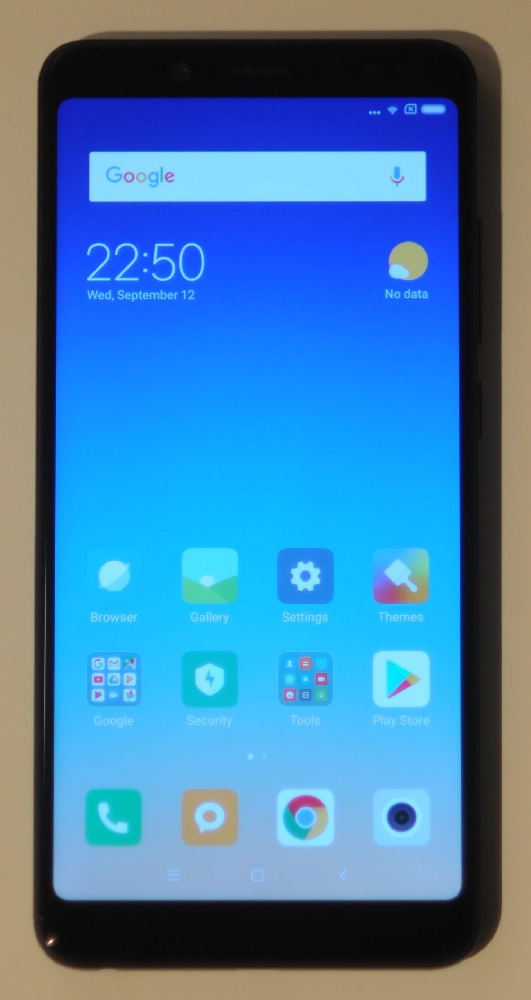 Google
22:50
Wed, September 12
No data
Browser Gallery Settings Themes
Google Security Tools Play Store